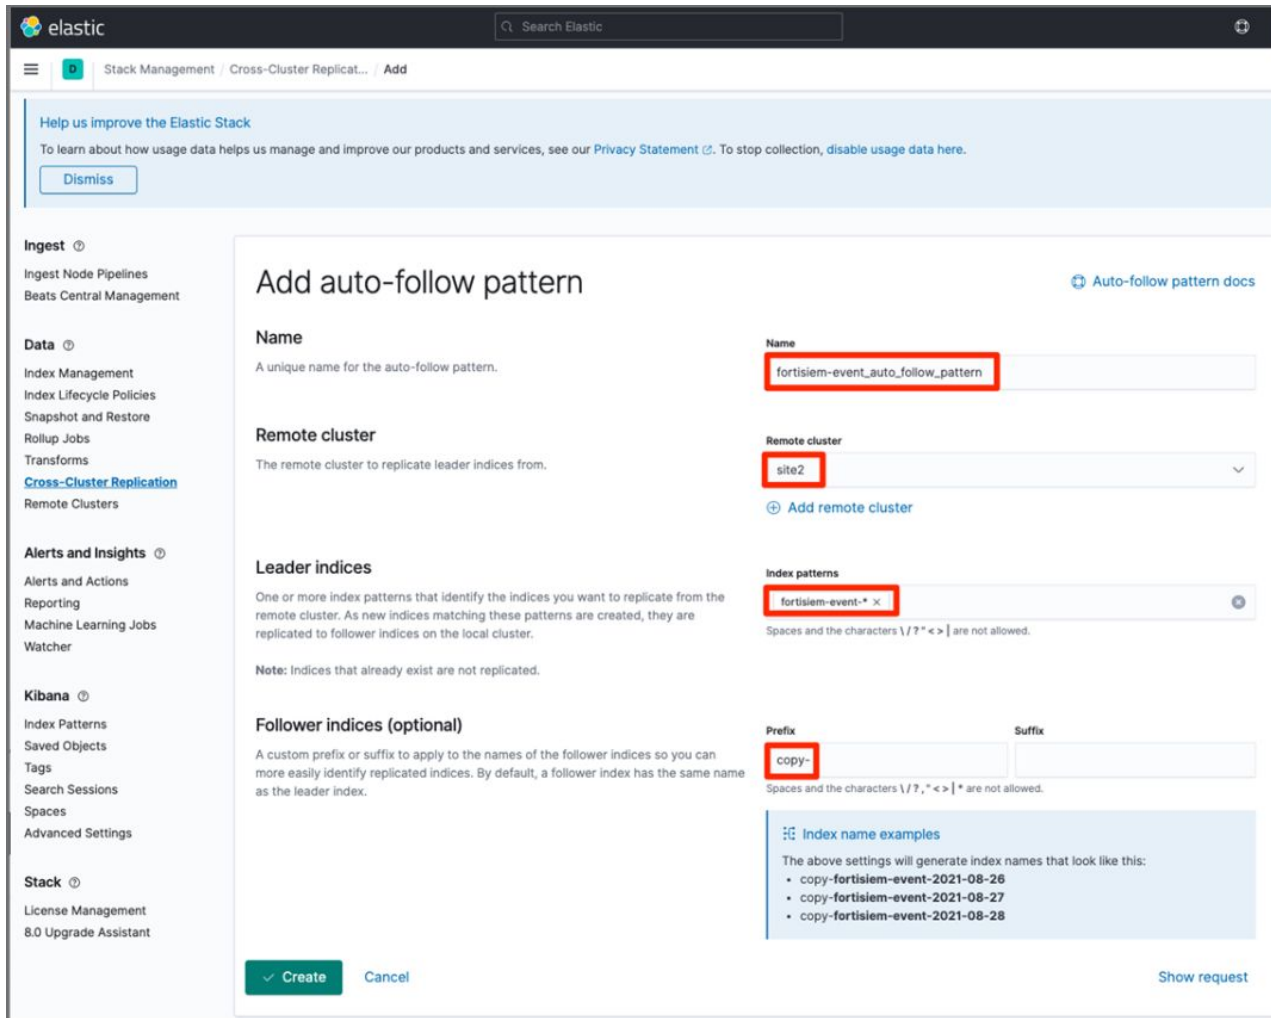 elastic
Search Elastic
D
Stack Management / Cross-Cluster Replicat... / Add
Help us improve the Elastic Stack
To learn about how usage data helps us manage and improve our products and services, see our Privacy Statement. To stop collection, disable usage data here.
Dismiss
Ingest
Ingest Node Pipelines
Beats Central Management
Data
Index Management
Index Lifecycle Policies
Snapshot and Restore
Rollup Jobs
Transforms
Cross-Cluster Replication
Remote Clusters
Alerts and Insights
Alerts and Actions
Reporting
Machine Learning Jobs
Watcher
Kibana
Index Patterns
Saved Objects
Tags
Search Sessions
Spaces
Advanced Settings
Stack
License Management
8.0 Upgrade Assistant
Add auto-follow pattern
Auto-follow pattern docs
Name
A unique name for the auto-follow pattern.
Name
fortisiem-event_auto_follow_pattern
Remote cluster
The remote cluster to replicate leader indices from.
Remote cluster
site2
Add remote cluster
Leader indices
One or more index patterns that identify the indices you want to replicate from the
remote cluster. As new indices matching these patterns are created, they are
replicated to follower indices on the local cluster.
Note: Indices that already exist are not replicated.
Index patterns
fortisiem-event-* ×
Spaces and the characters \ / ? " < > | are not allowed.
Follower indices (optional)
A custom prefix or suffix to apply to the names of the follower indices so you can
more easily identify replicated indices. By default, a follower index has the same name
as the leader index.
Prefix
copy-
Suffix
Spaces and the characters \ / ? , " < > | * are not allowed.
Index name examples
The above settings will generate index names that look like this:
• copy-fortisiem-event-2021-08-26
• copy-fortisiem-event-2021-08-27
• copy-fortisiem-event-2021-08-28
Create
Cancel
Show request